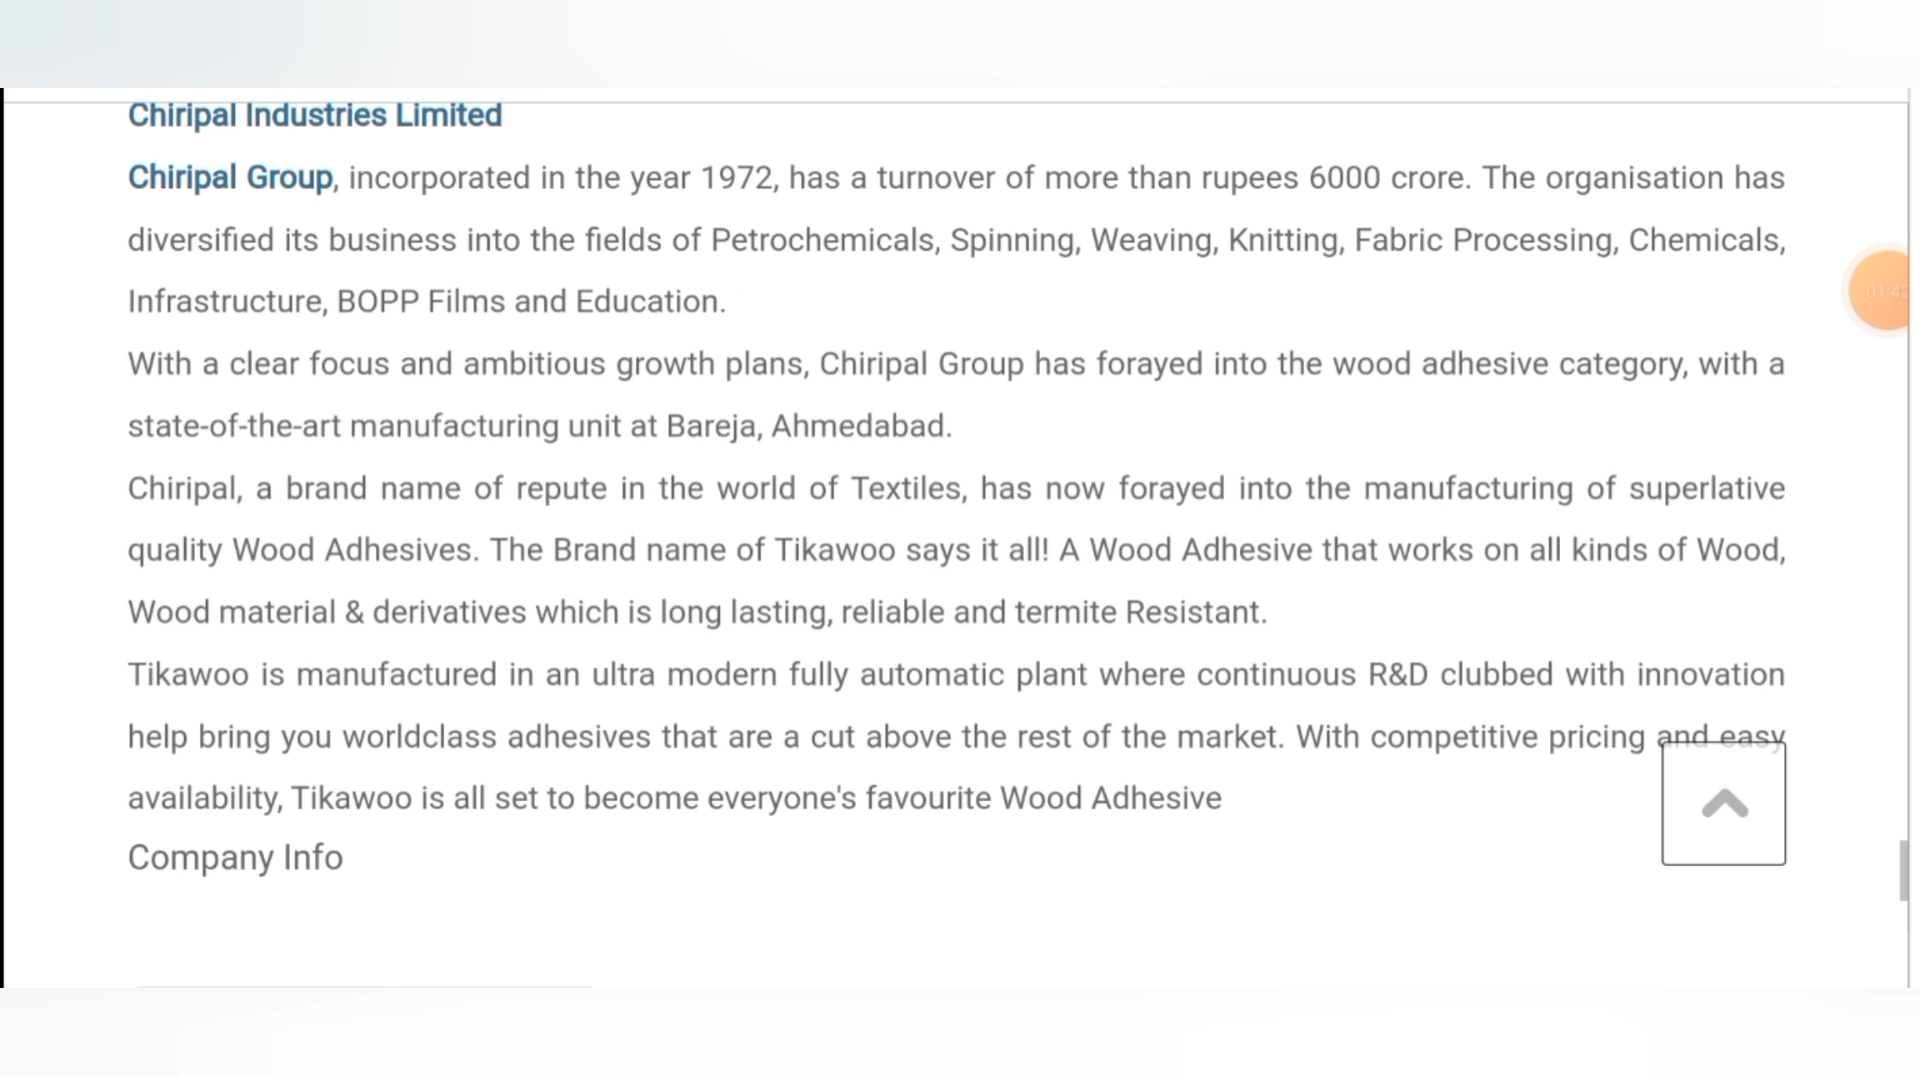 Chiripal Industries Limited
Chiripal Group, incorporated in the year 1972, has a turnover of more than rupees 6000 crore. The organisation has
diversified its business into the fields of Petrochemicals, Spinning, Weaving, Knitting, Fabric Processing, Chemicals,
Infrastructure, BOPP Films and Education.
With a clear focus and ambitious growth plans, Chiripal Group has forayed into the wood adhesive category, with a
state-of-the-art manufacturing unit at Bareja, Ahmedabad.
Chiripal, a brand name of repute in the world of Textiles, has now forayed into the manufacturing of superlative
quality Wood Adhesives. The Brand name of Tikawoo says it all! A Wood Adhesive that works on all kinds of Wood,
Wood material & derivatives which is long lasting, reliable and termite Resistant.
Tikawoo is manufactured in an ultra modern fully automatic plant where continuous R&D clubbed with innovation
help bring you worldclass adhesives that are a cut above the rest of the market. With competitive pricing and easy
availability, Tikawoo is all set to become everyone's favourite Wood Adhesive
Company Info